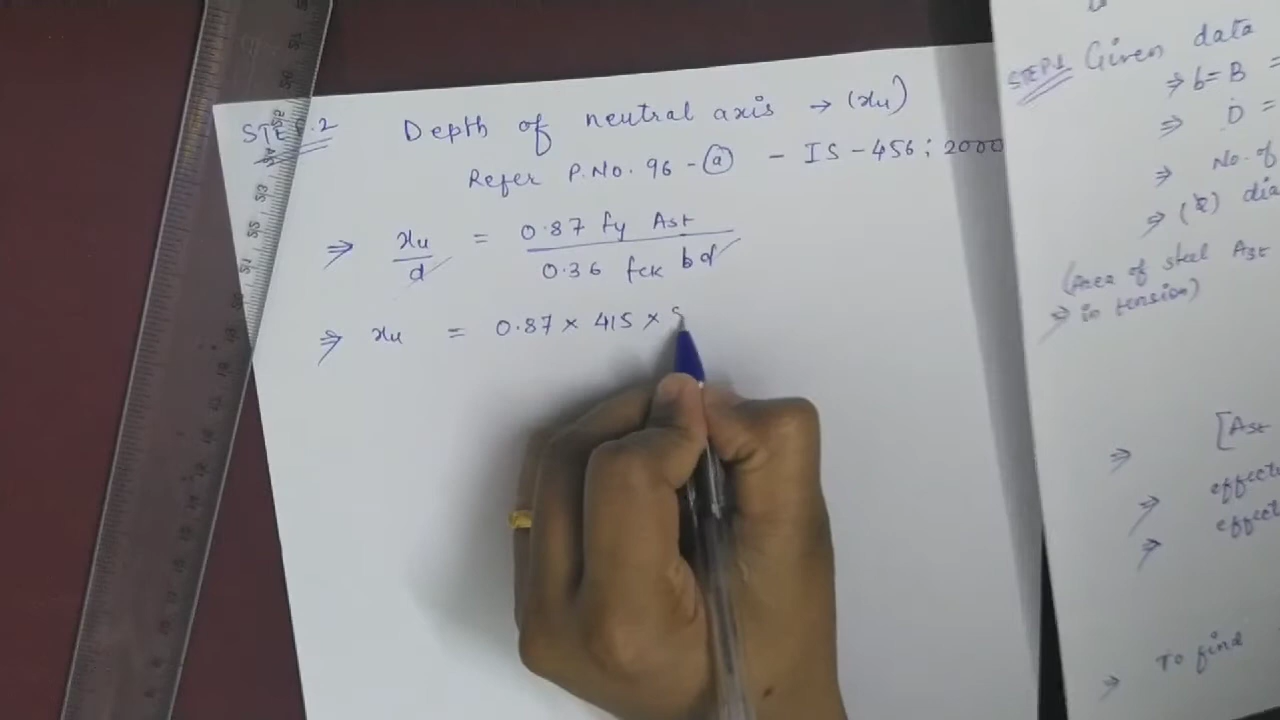 STEP.2 Depth of neutral axis → (xu)
Refer P.No. 96 - (a) - IS - 456 : 2000
⇒ xu/d = 0.87 fy Ast / 0.36 fck bd
⇒ xu = 0.87 × 415 ×
STEP.1 Given data
⇒ b = B =
⇒ D =
⇒ No. of
⇒ dia
(Area of steel Ast
⇒ in tension)
⇒ [Ast
⇒ effect
⇒ effect
⇒ To find